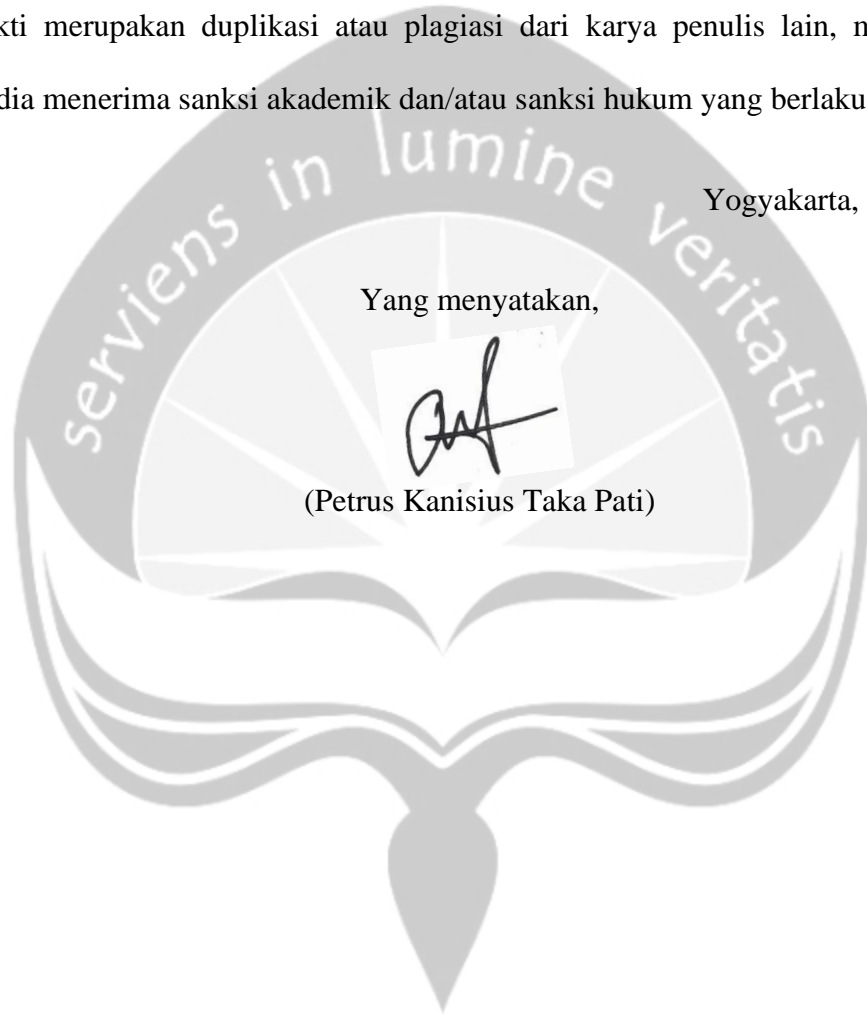 kti merupakan duplikasi atau plagiasi dari karya penulis lain, m
dia menerima sanksi akademik dan/atau sanksi hukum yang berlaku
serviens in lumine veritatis
Yogyakarta,
Yang menyatakan,
(Petrus Kanisius Taka Pati)